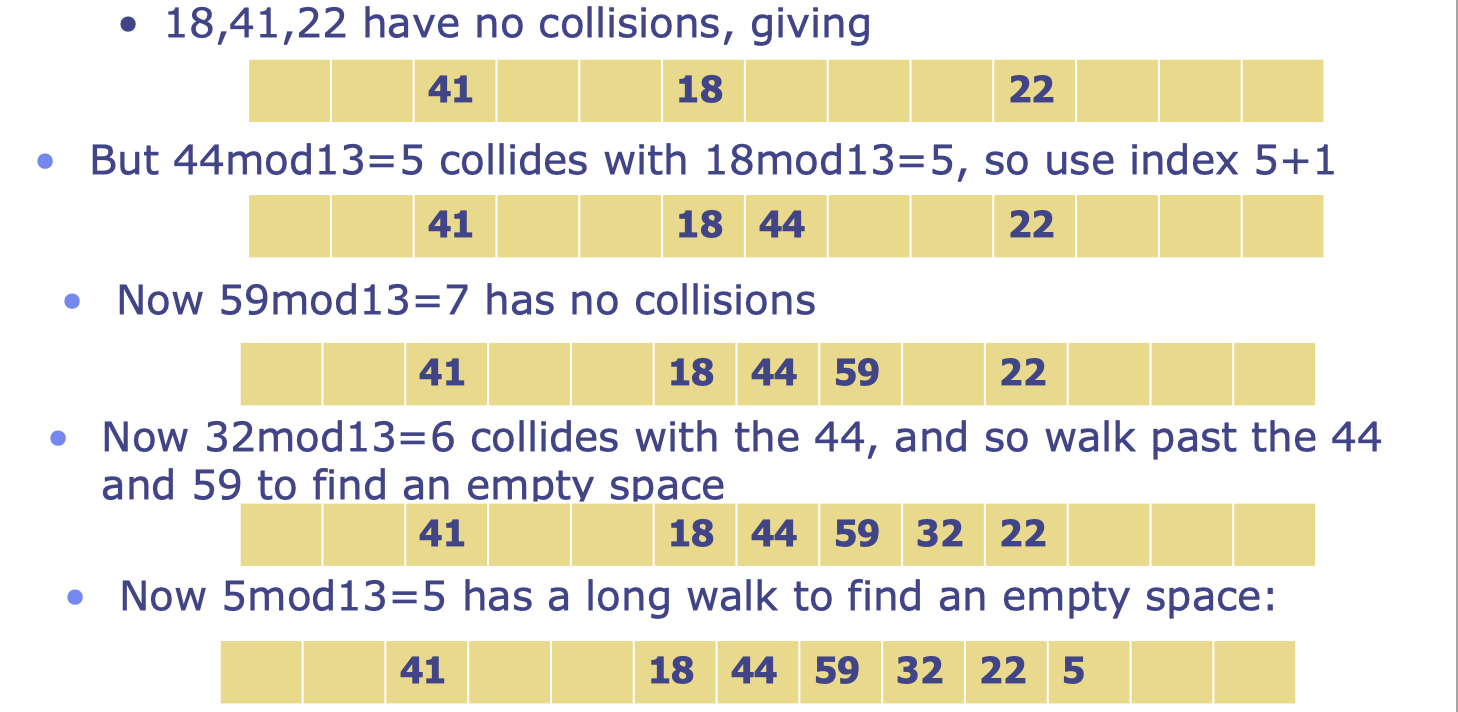 • 18,41,22 have no collisions, giving
41 18 22
• But 44mod13=5 collides with 18mod13=5, so use index 5+1
41 18 44 22
• Now 59mod13=7 has no collisions
41 18 44 59 22
• Now 32mod13=6 collides with the 44, and so walk past the 44
and 59 to find an empty space
41 18 44 59 32 22
• Now 5mod13=5 has a long walk to find an empty space:
41 18 44 59 32 22 5